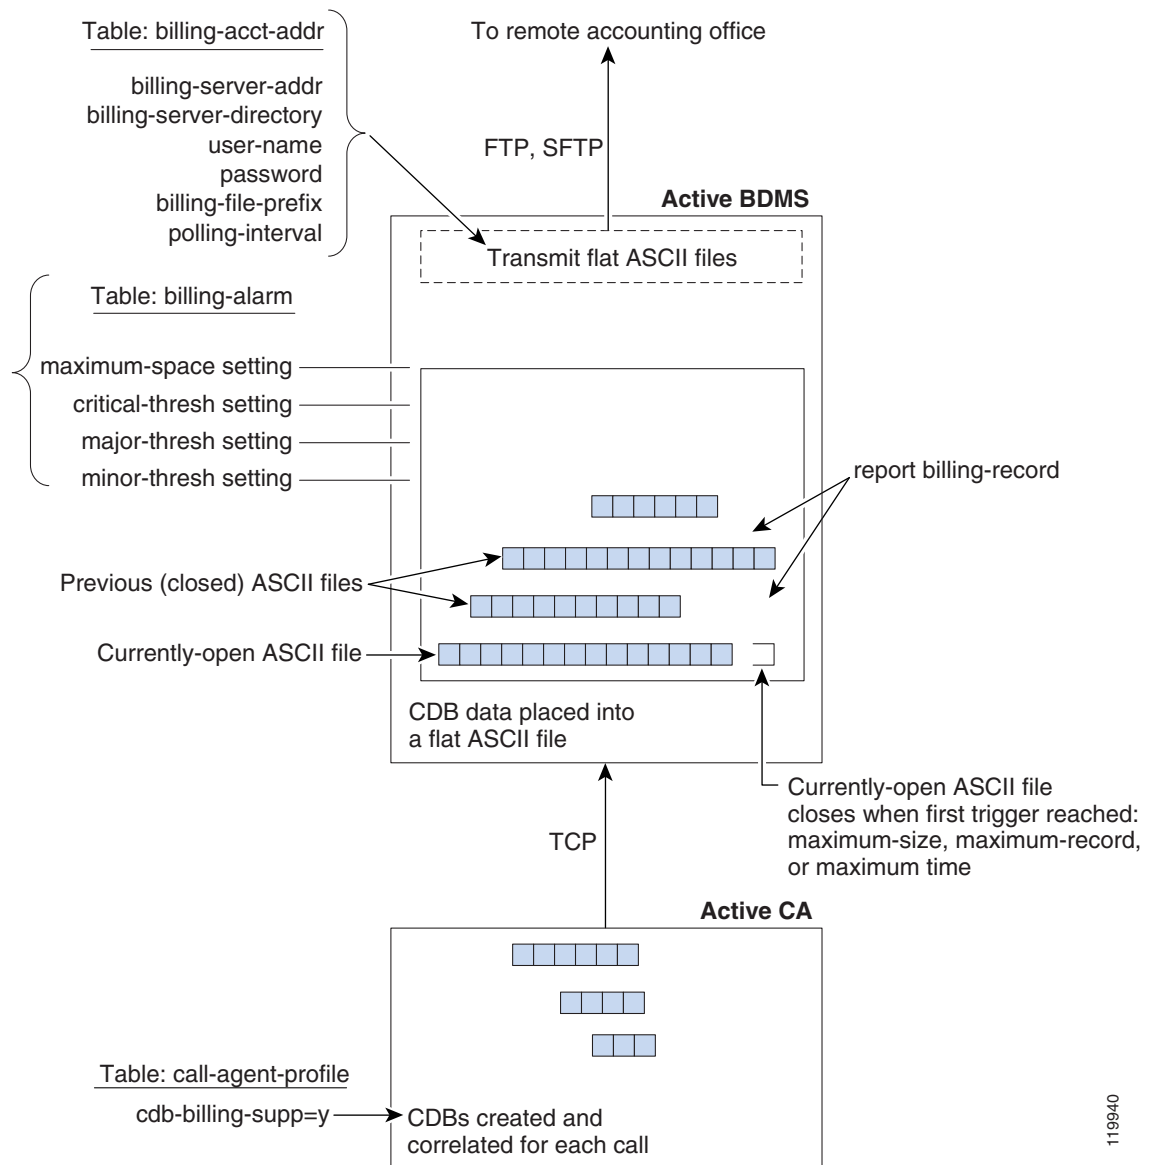 Table: billing-acct-addr
billing-server-addr
billing-server-directory
user-name
password
billing-file-prefix
polling-interval
To remote accounting office
FTP, SFTP
Active BDMS
Transmit flat ASCII files
Table: billing-alarm
maximum-space setting
critical-thresh setting
major-thresh setting
minor-thresh setting
report billing-record
Previous (closed) ASCII files
Currently-open ASCII file
CDB data placed into
a flat ASCII file
Currently-open ASCII file
closes when first trigger reached:
maximum-size, maximum-record,
or maximum time
TCP
Active CA
Table: call-agent-profile
cdb-billing-supp=y
CDBs created and
correlated for each call
119940